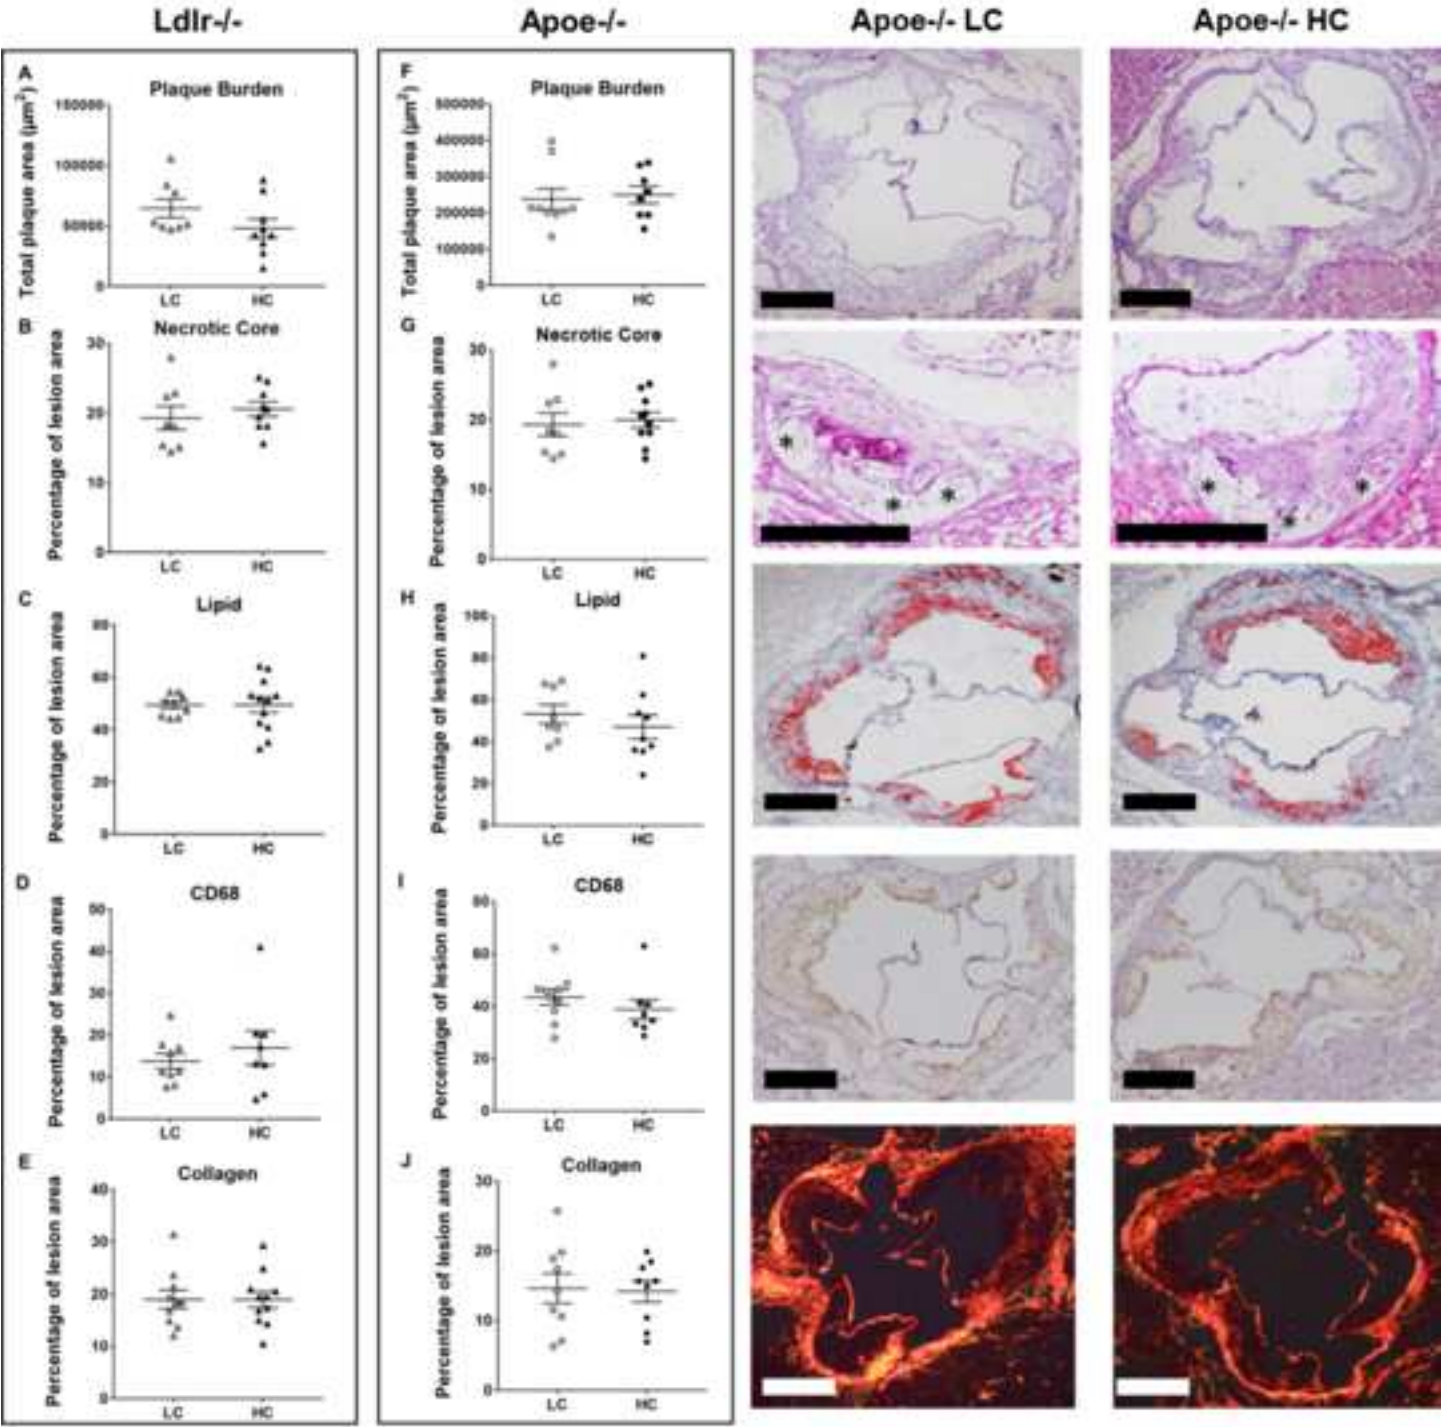 Ldlr-/-
Apoe-/-
Apoe-/- LC
Apoe-/- HC
A
Plaque Burden
Total plaque area (µm²)
150000
100000
50000
0
LC
HC
B
Necrotic Core
Percentage of lesion area
30
20
10
0
LC
HC
C
Lipid
Percentage of lesion area
80
60
40
20
0
LC
HC
D
CD68
Percentage of lesion area
50
40
30
20
10
0
LC
HC
E
Collagen
Percentage of lesion area
40
30
20
10
0
LC
HC
F
Plaque Burden
Total plaque area (µm²)
500000
400000
300000
200000
100000
0
LC
HC
G
Necrotic Core
Percentage of lesion area
30
20
10
0
LC
HC
H
Lipid
Percentage of lesion area
100
80
60
40
20
0
LC
HC
I
CD68
Percentage of lesion area
80
60
40
20
0
LC
HC
J
Collagen
Percentage of lesion area
30
20
10
0
LC
HC
* * *
* * *